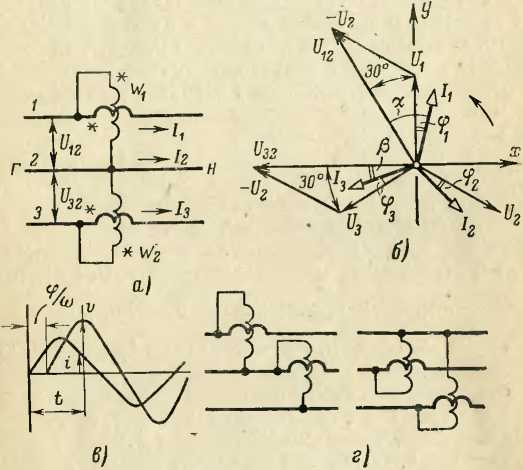 * W₁
1
*
I₁
U₁₂
Г 2
I₂
Н
U₃₂
*
3
I₃
* W₂
а)
-U₂
U₁₂
30°
U₁
y
α
I₁
φ₁
U₃₂
β
x
-U₂
30°
I₃
φ₃
φ₂
U₃
I₂
U₂
б)
φ/ω
υ
i
t
в)
г)